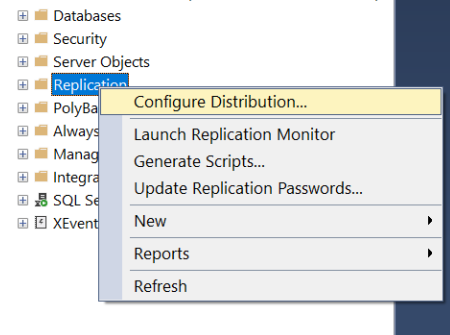 Databases
Security
Server Objects
Replication
PolyBa
Always
Manag
Integra
SQL Se
XEvent
Configure Distribution...
Launch Replication Monitor
Generate Scripts...
Update Replication Passwords...
New
Reports
Refresh